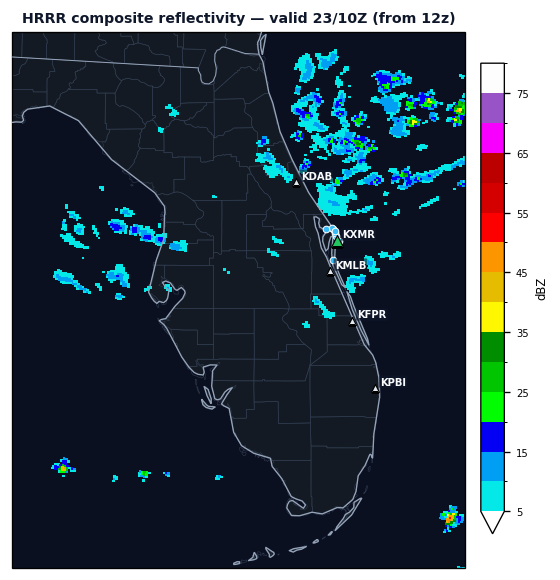 HRRR composite reflectivity — valid 23/10Z (from 12z)
KDAB
KXMR
KMLB
KFPR
KPBI
75
65
55
45
35
25
15
5
dBZ